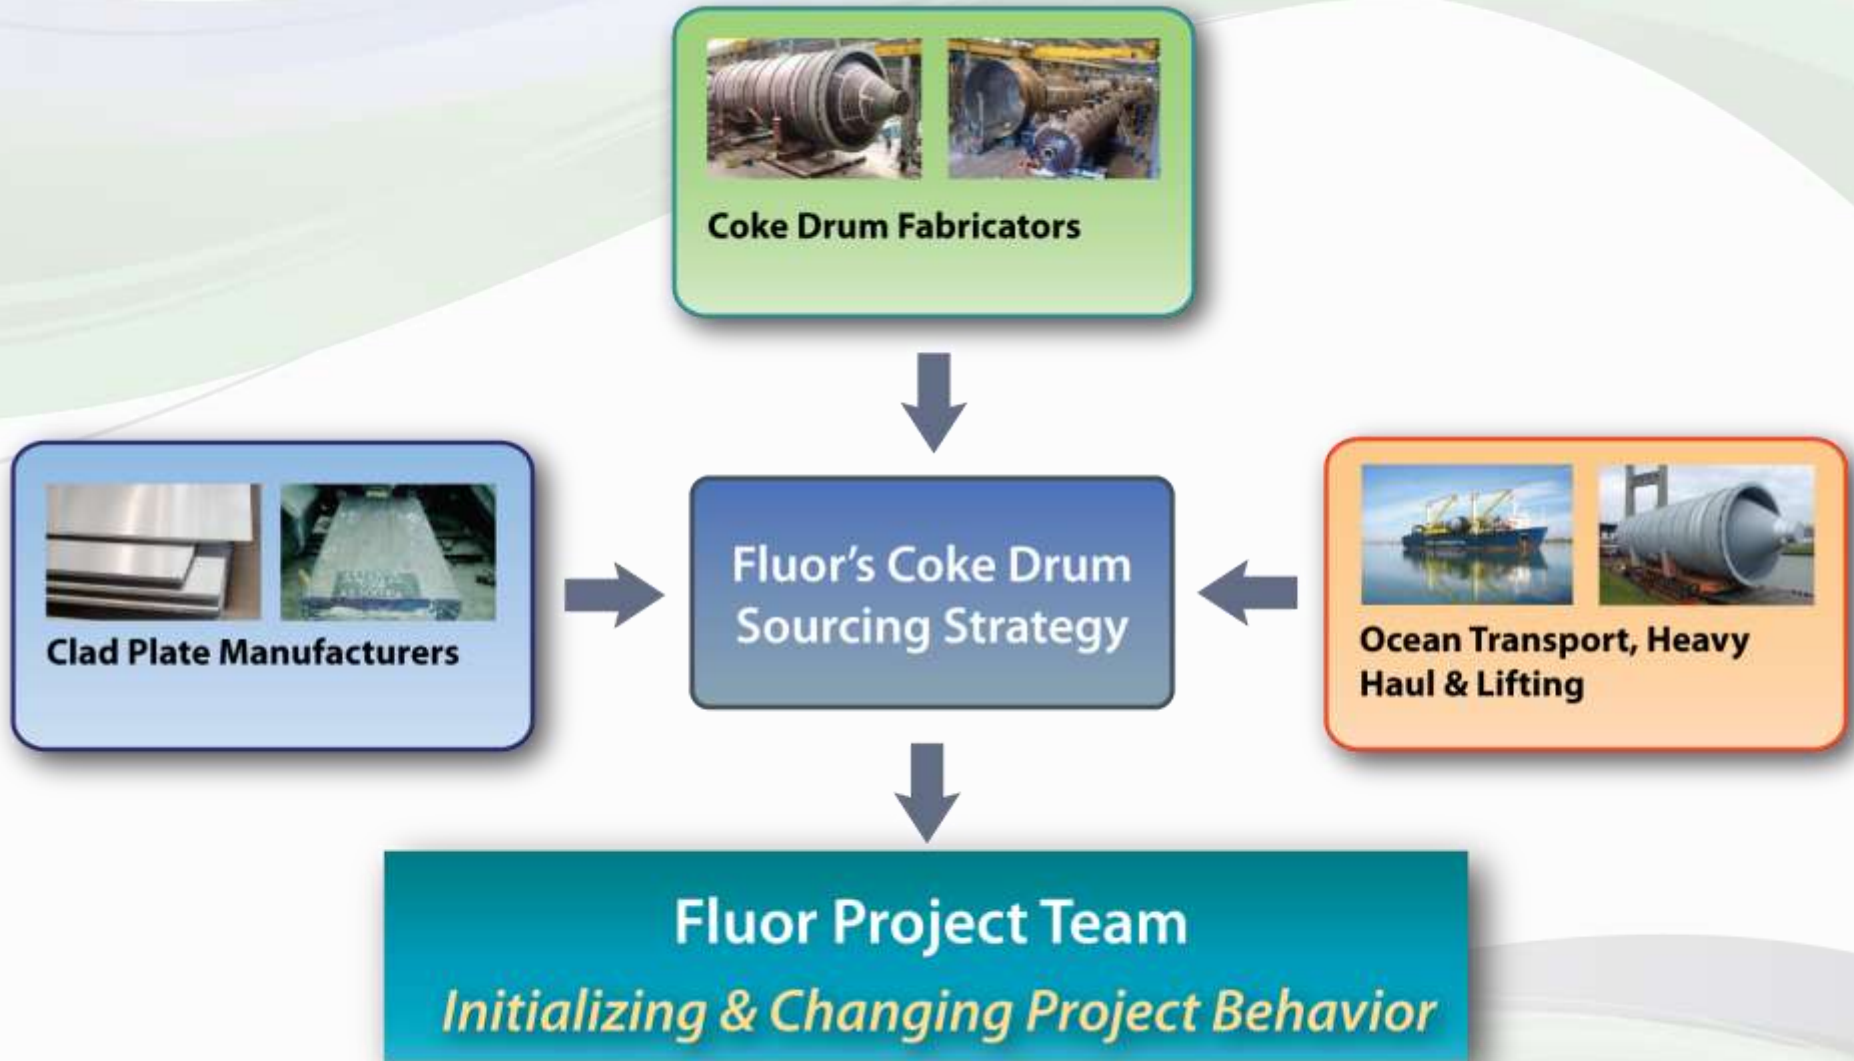 Coke Drum Fabricators
Clad Plate Manufacturers
Fluor’s Coke Drum
Sourcing Strategy
Ocean Transport, Heavy
Haul & Lifting
Fluor Project Team
Initializing & Changing Project Behavior